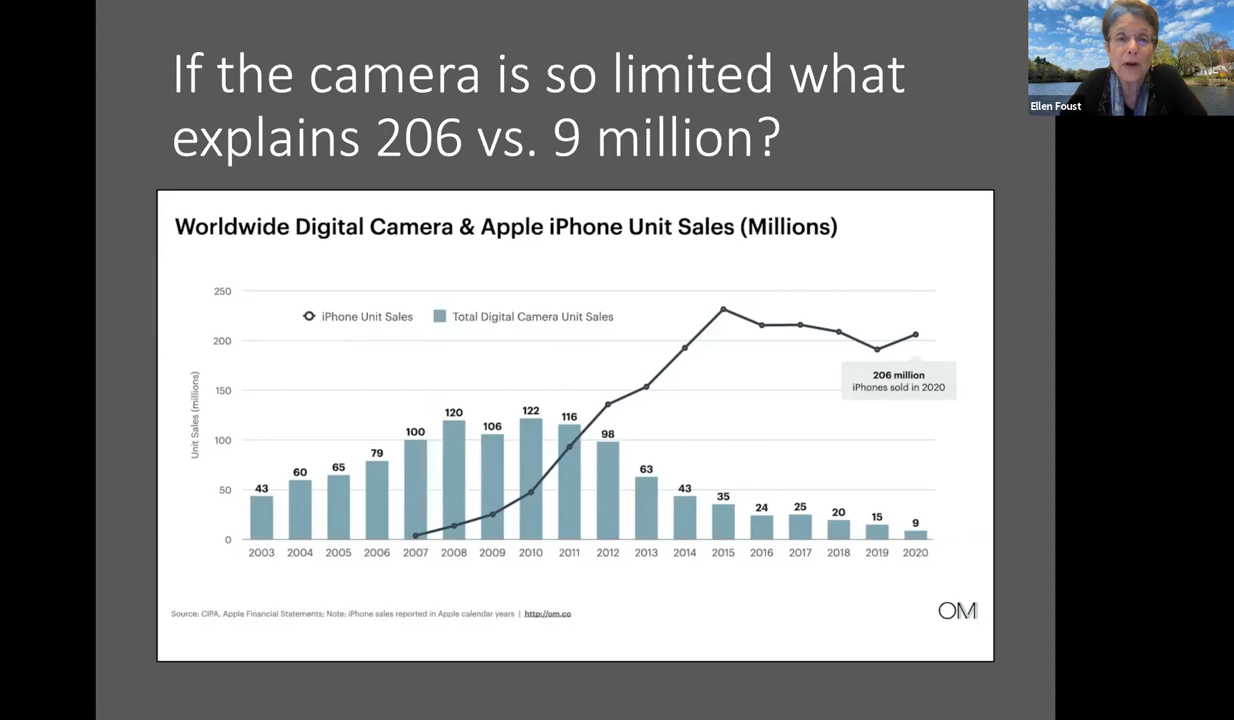 If the camera is so limited what
explains 206 vs. 9 million?
Ellen Foust
Worldwide Digital Camera & Apple iPhone Unit Sales (Millions)
250
iPhone Unit Sales
Total Digital Camera Unit Sales
200
206 million
iPhones sold in 2020
150
Unit Sales (millions)
100
50
0
43
60
65
79
100
120
106
122
116
98
63
43
35
24
25
20
15
9
2003 2004 2005 2006 2007 2008 2009 2010 2011 2012 2013 2014 2015 2016 2017 2018 2019 2020
Source: CIPA, Apple Financial Statements; Note: iPhone sales reported in Apple calendar years | http://om.co
OM